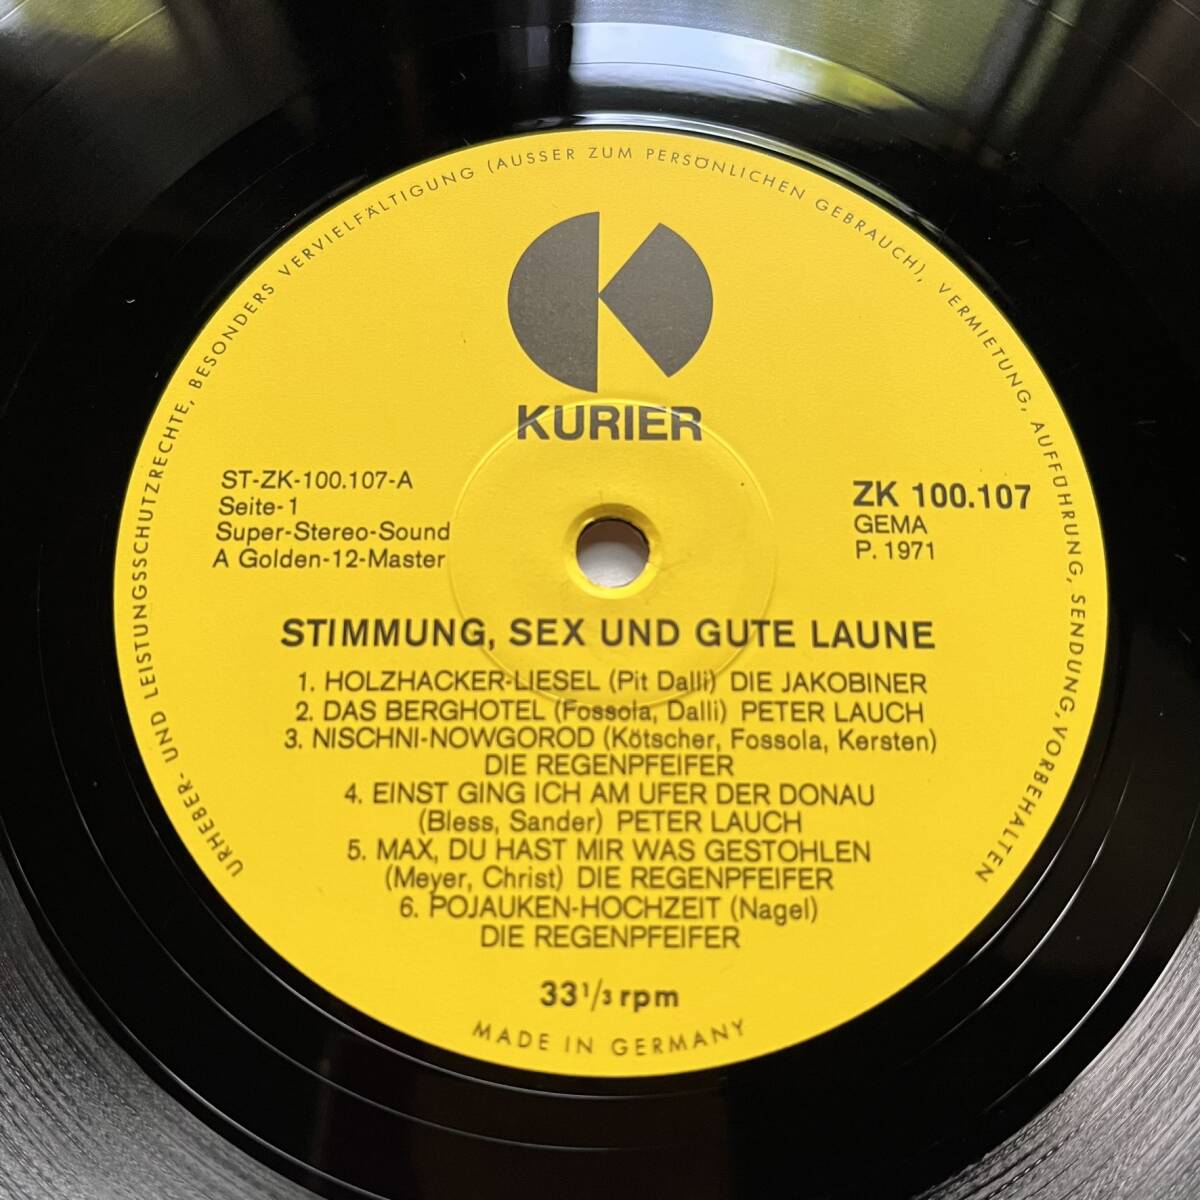 URHEBER- UND LEISTUNGSSCHUTZRECHTE, BESONDERS VERVIELFÄLTIGUNG (AUSSER ZUM PERSÖNLICHEN GEBRAUCH), VERMIETUNG, AUFFÜHRUNG, SENDUNG, VORBEHALTEN
KURIER
ST-ZK-100.107-A
Seite-1
Super-Stereo-Sound
A Golden-12-Master
ZK 100.107
GEMA
P. 1971
STIMMUNG, SEX UND GUTE LAUNE
1. HOLZHACKER-LIESEL (Pit Dalli) DIE JAKOBINER
2. DAS BERGHOTEL (Fossola, Dalli) PETER LAUCH
3. NISCHNI-NOWGOROD (Kötscher, Fossola, Kersten)
DIE REGENPFEIFER
4. EINST GING ICH AM UFER DER DONAU
(Bless, Sander) PETER LAUCH
5. MAX, DU HAST MIR WAS GESTOHLEN
(Meyer, Christ) DIE REGENPFEIFER
6. POJAUKEN-HOCHZEIT (Nagel)
DIE REGENPFEIFER
33 1/3 rpm
MADE IN GERMANY